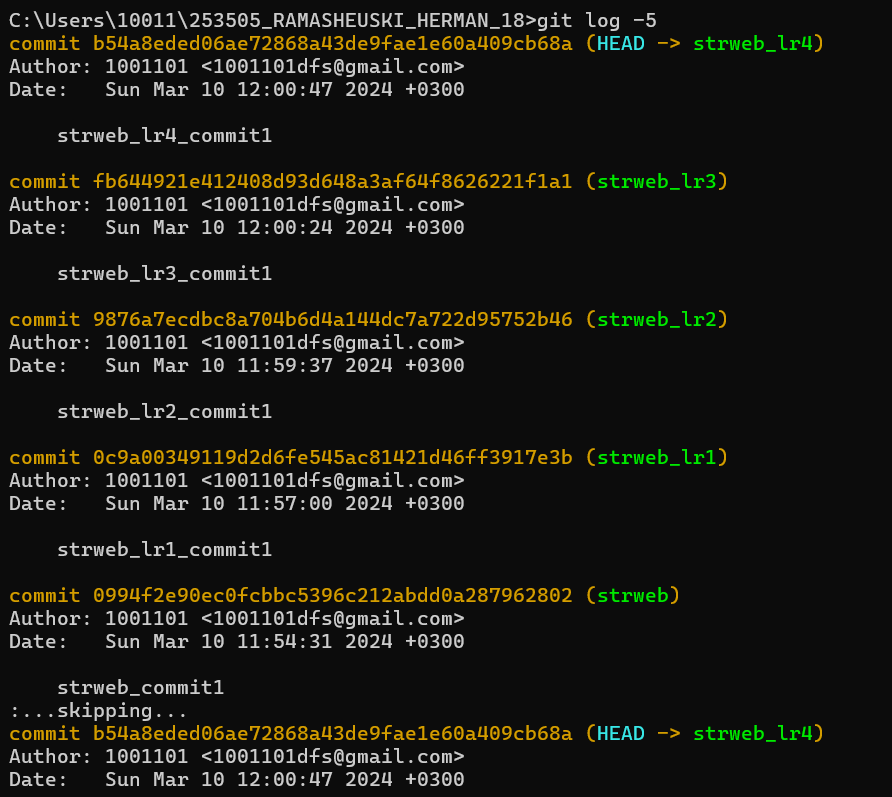 C:\Users\10011\253505_RAMASHEUSKI_HERMAN_18>git log -5
commit b54a8eded06ae72868a43de9fae1e60a409cb68a (HEAD -> strweb_lr4)
Author: 1001101 <1001101dfs@gmail.com>
Date:   Sun Mar 10 12:00:47 2024 +0300
    strweb_lr4_commit1
commit fb644921e412408d93d648a3af64f8626221f1a1 (strweb_lr3)
Author: 1001101 <1001101dfs@gmail.com>
Date:   Sun Mar 10 12:00:24 2024 +0300
    strweb_lr3_commit1
commit 9876a7ecdbc8a704b6d4a144dc7a722d95752b46 (strweb_lr2)
Author: 1001101 <1001101dfs@gmail.com>
Date:   Sun Mar 10 11:59:37 2024 +0300
    strweb_lr2_commit1
commit 0c9a00349119d2d6fe545ac81421d46ff3917e3b (strweb_lr1)
Author: 1001101 <1001101dfs@gmail.com>
Date:   Sun Mar 10 11:57:00 2024 +0300
    strweb_lr1_commit1
commit 0994f2e90ec0fcbbc5396c212abdd0a287962802 (strweb)
Author: 1001101 <1001101dfs@gmail.com>
Date:   Sun Mar 10 11:54:31 2024 +0300
    strweb_commit1
:...skipping...
commit b54a8eded06ae72868a43de9fae1e60a409cb68a (HEAD -> strweb_lr4)
Author: 1001101 <1001101dfs@gmail.com>
Date:   Sun Mar 10 12:00:47 2024 +0300